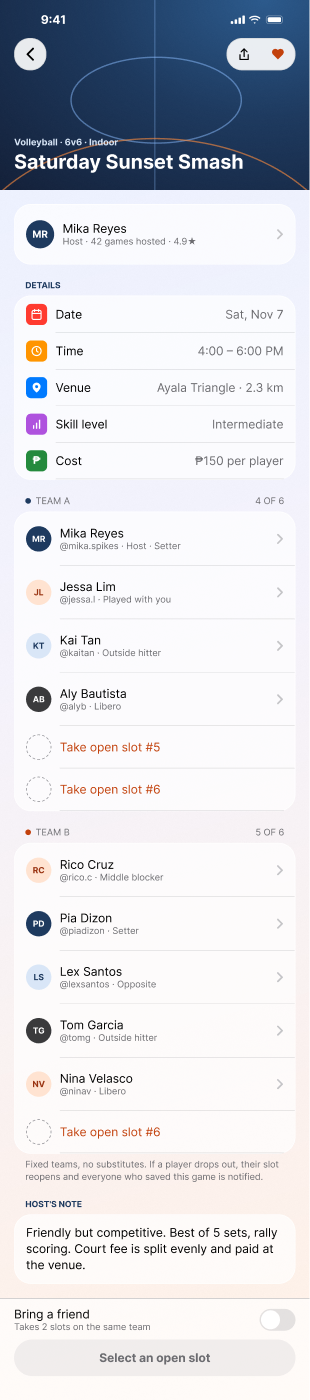 9:41
Volleyball · 6v6 · Indoor
Saturday Sunset Smash
MR
Mika Reyes
Host · 42 games hosted · 4.9★
DETAILS
Date
Sat, Nov 7
Time
4:00 – 6:00 PM
Venue
Ayala Triangle · 2.3 km
Skill level
Intermediate
₱
Cost
₱150 per player
TEAM A
4 OF 6
MR
Mika Reyes
@mika.spikes · Host · Setter
JL
Jessa Lim
@jessa.l · Played with you
KT
Kai Tan
@kaitan · Outside hitter
AB
Aly Bautista
@alyb · Libero
Take open slot #5
Take open slot #6
TEAM B
5 OF 6
RC
Rico Cruz
@rico.c · Middle blocker
PD
Pia Dizon
@piadizon · Setter
LS
Lex Santos
@lexsantos · Opposite
TG
Tom Garcia
@tomg · Outside hitter
NV
Nina Velasco
@ninav · Libero
Take open slot #6
Fixed teams, no substitutes. If a player drops out, their slot
reopens and everyone who saved this game is notified.
HOST'S NOTE
Friendly but competitive. Best of 5 sets, rally
scoring. Court fee is split evenly and paid at
the venue.
Bring a friend
Takes 2 slots on the same team
Select an open slot